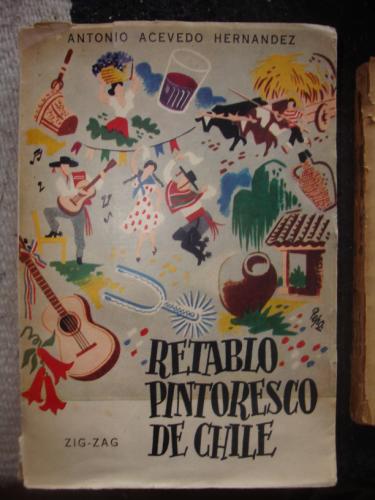 ANTONIO ACEVEDO HERNANDEZ
RETABLO
PINTORESCO
DE CHILE
ZIG-ZAG